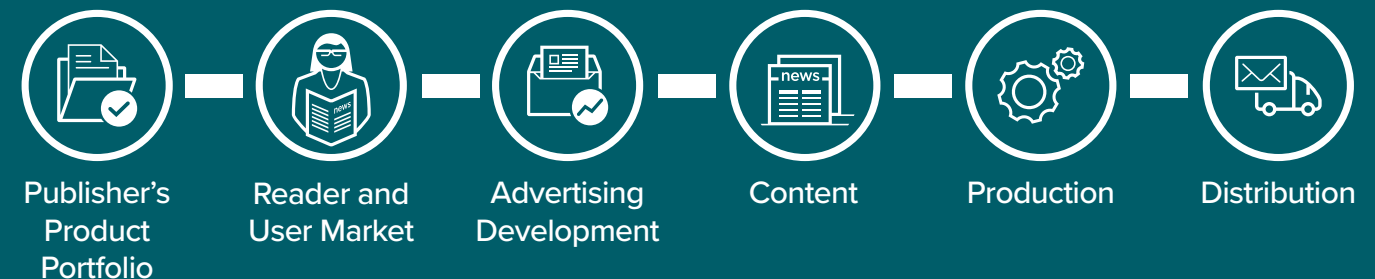 news
news
Publisher’s
Product
Portfolio
Reader and
User Market
Advertising
Development
Content
Production
Distribution